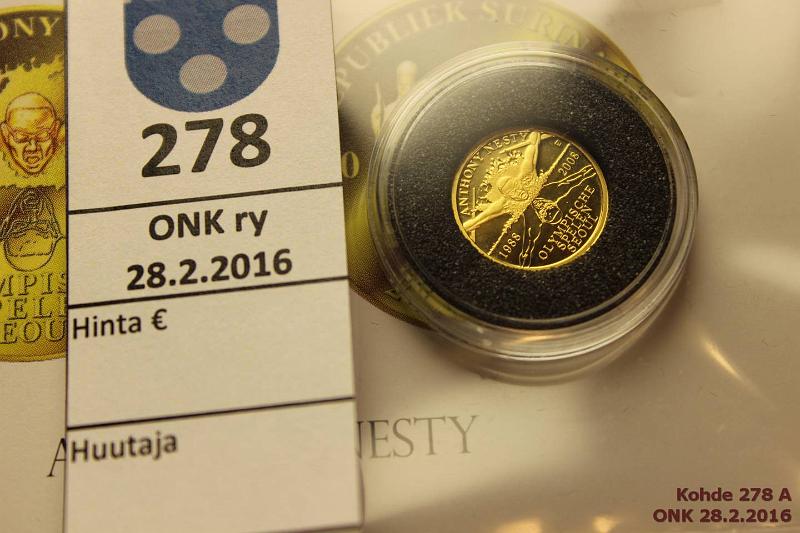 278
ONK ry
28.2.2016
Hinta €
Huutaja
ANTHONY NESTY
1988
2008
OLYMPISCHE
SPELEN
SEOUL
NESTY
Kohde 278 A
ONK 28.2.2016